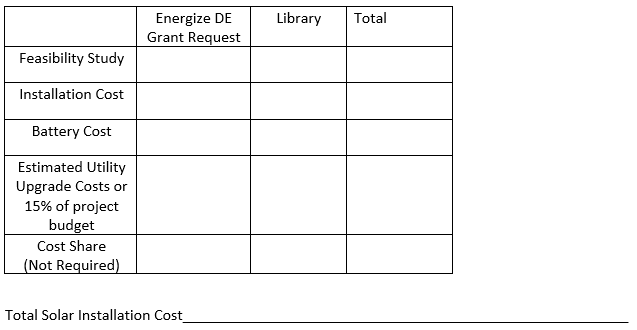 Energize DE
Grant Request
Library
Total
Feasibility Study
Installation Cost
Battery Cost
Estimated Utility
Upgrade Costs or
15% of project
budget
Cost Share
(Not Required)
Total Solar Installation Cost